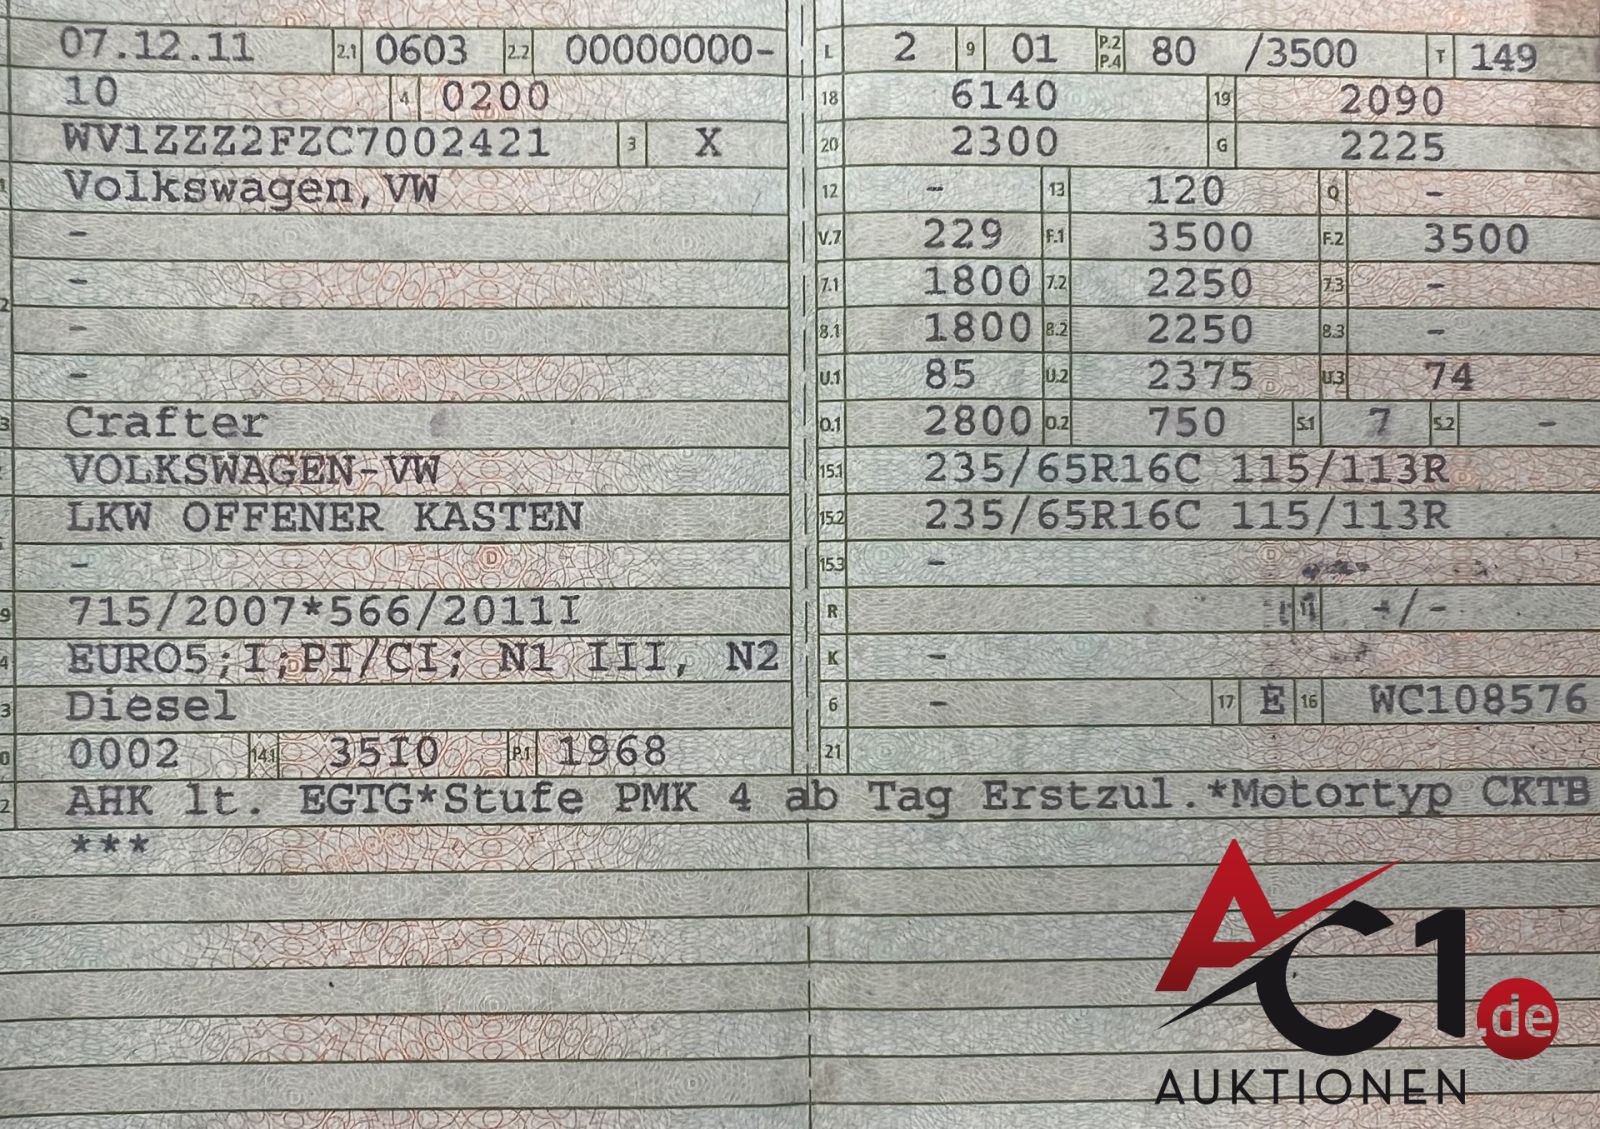 07.12.11 2.1 0603 2.2 00000000-
10 4 0200
WV1ZZZ2FZC7002421 3 X
Volkswagen,VW
-
-
-
-
Crafter
VOLKSWAGEN-VW
LKW OFFENER KASTEN
-
715/2007*566/2011I
EURO5;I;PI/CI; N1 III, N2
Diesel
0002 14.1 35I0 P.1 1968
L 2 9 01 P.2 P.4 80 /3500 T 149
18 6140 19 2090
20 2300 G 2225
12 - 13 120 Q -
V.7 229 F.1 3500 F.2 3500
7.1 1800 7.2 2250 7.3 -
8.1 1800 8.2 2250 8.3 -
U.1 85 U.2 2375 U.3 74
O.1 2800 O.2 750 S.1 7 S.2 -
15.1 235/65R16C 115/113R
15.2 235/65R16C 115/113R
15.3 -
R 11 -/-
K -
6 - 17 E 16 WC108576
21
AHK lt. EGTG*Stufe PMK 4 ab Tag Erstzul.*Motortyp CKTB
***
AC1.de
AUKTIONEN